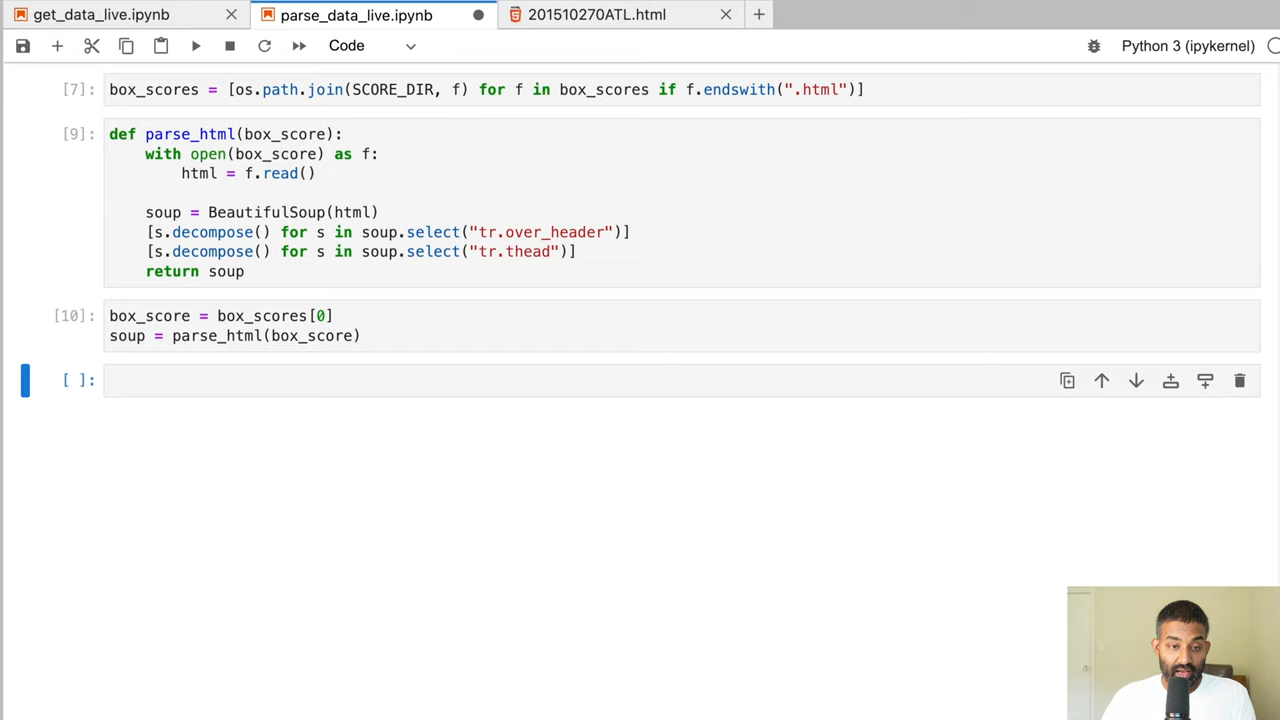 get_data_live.ipynb
parse_data_live.ipynb
201510270ATL.html
Code
Python 3 (ipykernel)
[7]: box_scores = [os.path.join(SCORE_DIR, f) for f in box_scores if f.endswith(".html")]
[9]: def parse_html(box_score):
with open(box_score) as f:
html = f.read()
soup = BeautifulSoup(html)
[s.decompose() for s in soup.select("tr.over_header")]
[s.decompose() for s in soup.select("tr.thead")]
return soup
[10]: box_score = box_scores[0]
soup = parse_html(box_score)
[ ]: